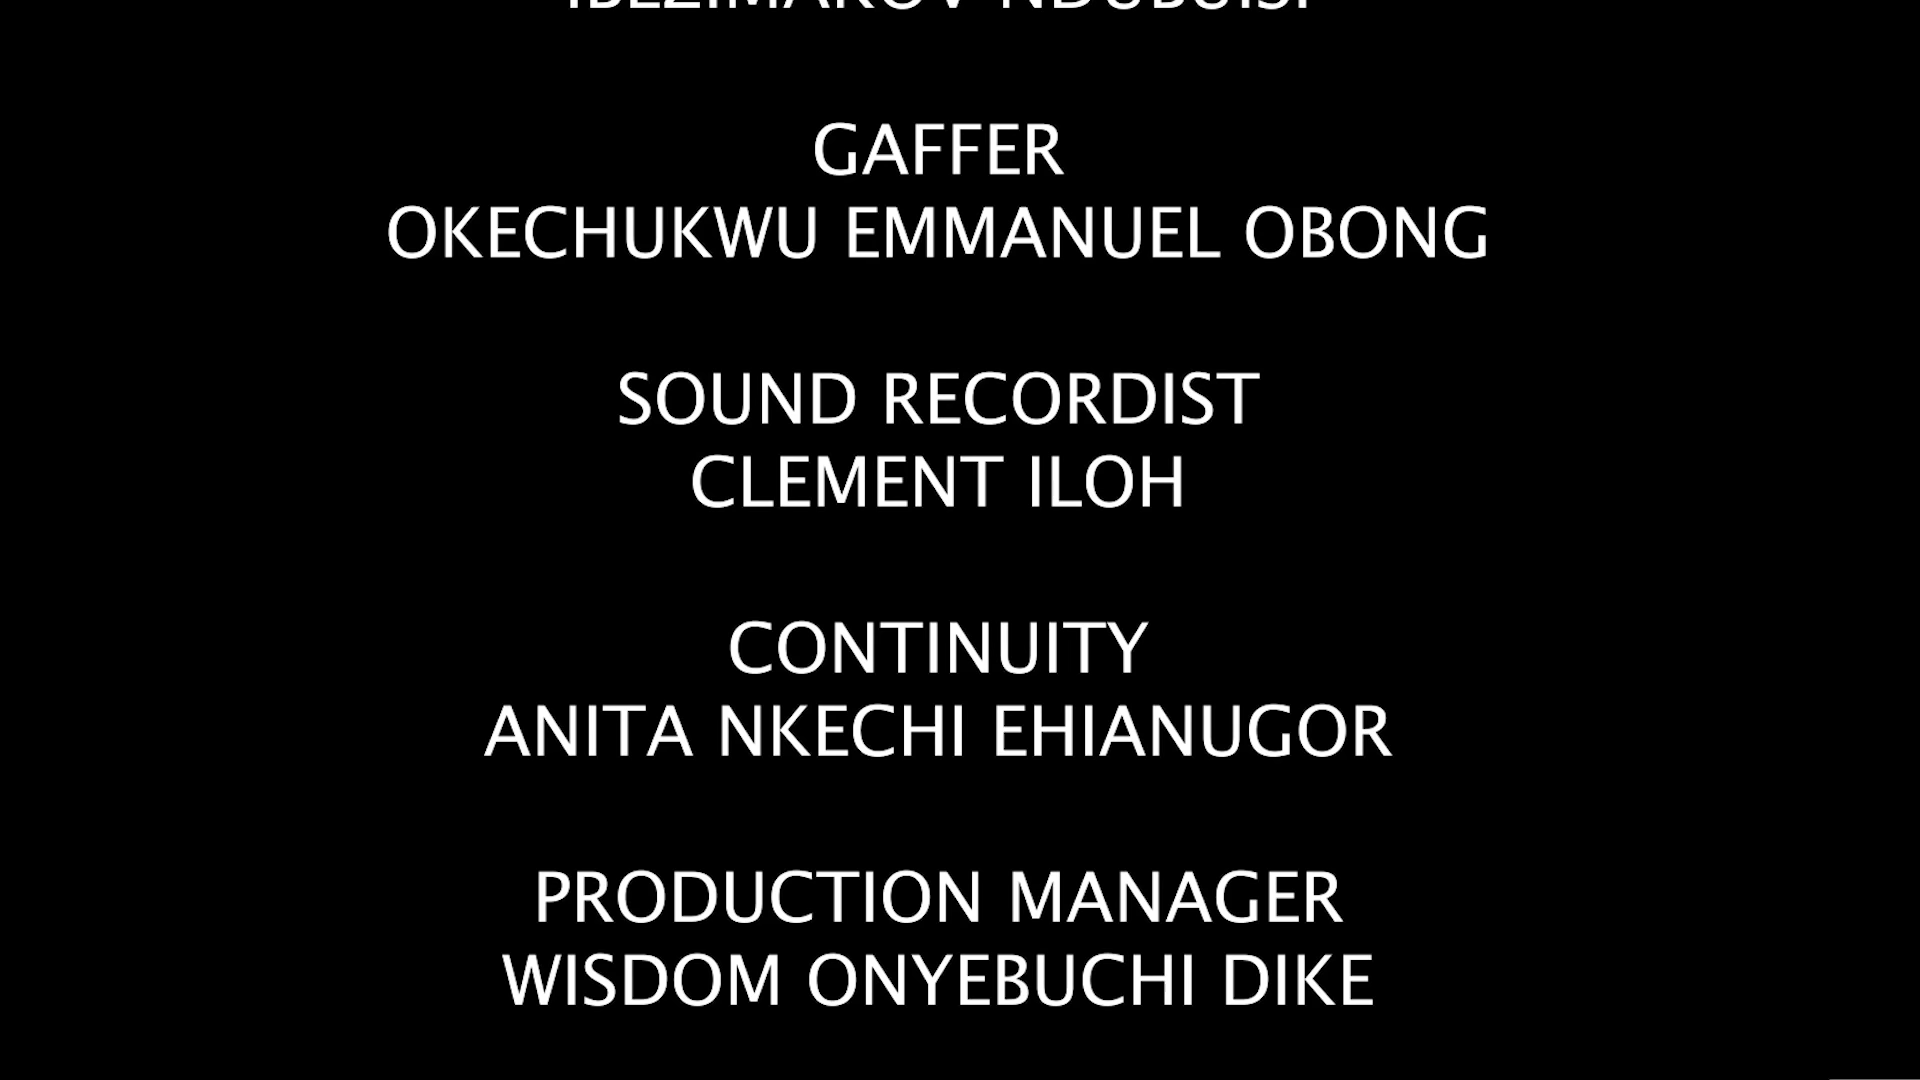 GAFFER
OKECHUKWU EMMANUEL OBONG
SOUND RECORDIST
CLEMENT ILOH
CONTINUITY
ANITA NKECHI EHIANUGOR
PRODUCTION MANAGER
WISDOM ONYEBUCHI DIKE